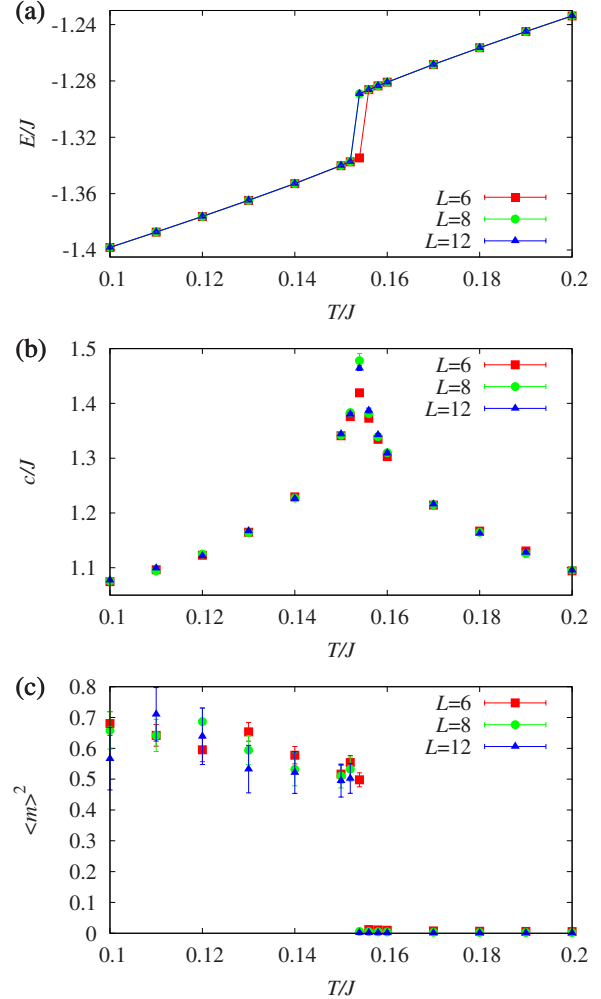 (a)
-1.24
-1.28
-1.32
-1.36
-1.4
E/J
L=6
L=8
L=12
0.1 0.12 0.14 0.16 0.18 0.2
T/J
(b)
1.5
1.4
1.3
1.2
1.1
c/J
L=6
L=8
L=12
0.1 0.12 0.14 0.16 0.18 0.2
T/J
(c)
0.8
0.7
0.6
0.5
0.4
0.3
0.2
0.1
0
<m>²
L=6
L=8
L=12
0.1 0.12 0.14 0.16 0.18 0.2
T/J